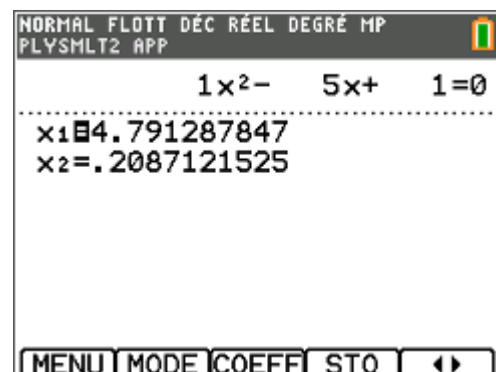 NORMAL FLOTT DÉC RÉEL DEGRÉ MP
PLYSMLT2 APP
1x²- 5x+ 1=0
x₁=4.791287847
x₂=.2087121525
MENU MODE COEFF STO ◄►